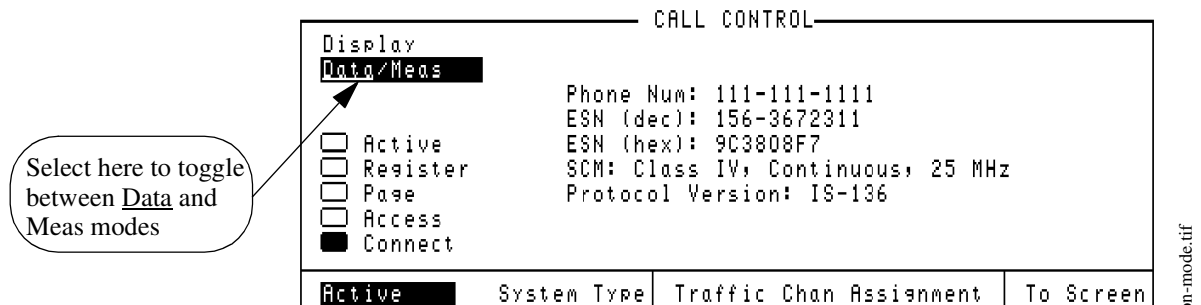 CALL CONTROL
Display
Data/Meas
Phone Num: 111-111-1111
ESN (dec): 156-3672311
Active
ESN (hex): 9C3808F7
Register
SCM: Class IV, Continuous, 25 MHz
Page
Protocol Version: IS-136
Access
Connect
Select here to toggle
between Data and
Meas modes
Active System Type Traffic Chan Assignment To Screen
n-mode.tif